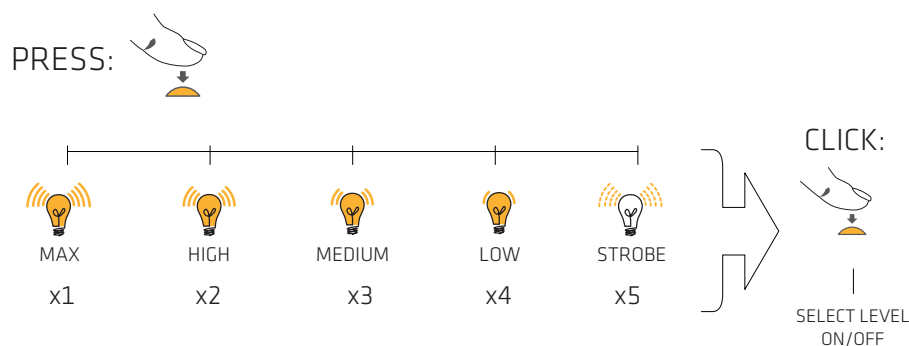 PRESS:
CLICK:
MAX
HIGH
MEDIUM
LOW
STROBE
x1
x2
x3
x4
x5
SELECT LEVEL
ON/OFF